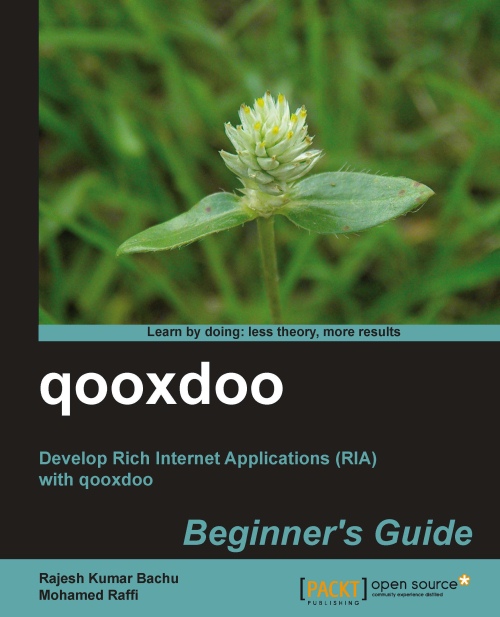 Learn by doing: less theory, more results
qooxdoo
Develop Rich Internet Applications (RIA)
with qooxdoo
Beginner's Guide
Rajesh Kumar Bachu
Mohamed Raffi
[PACKT] open source*
PUBLISHING
community experience distilled